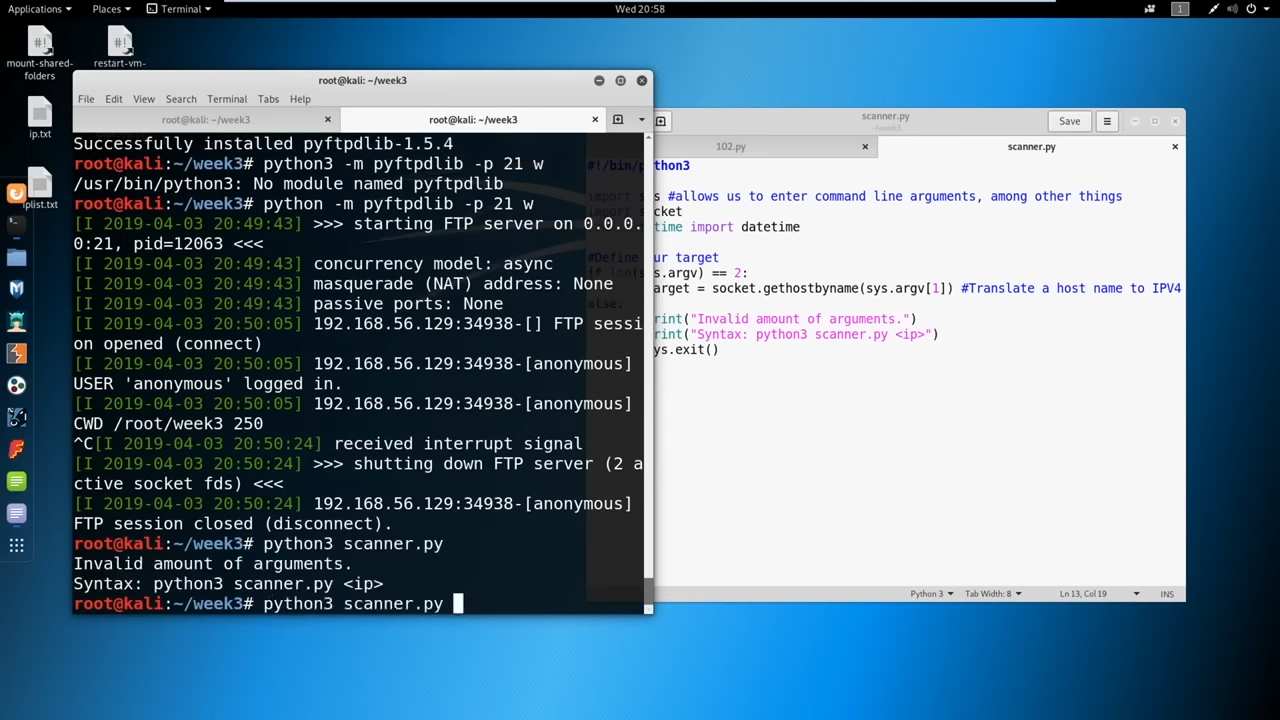 Applications Places Terminal Wed 20:58 1
mount-shared-folders
restart-vm-
ip.txt
iplist.txt
root@kali: ~/week3
File Edit View Search Terminal Tabs Help
root@kali: ~/week3 root@kali: ~/week3
Successfully installed pyftpdlib-1.5.4
root@kali:~/week3# python3 -m pyftpdlib -p 21 w
/usr/bin/python3: No module named pyftpdlib
root@kali:~/week3# python -m pyftpdlib -p 21 w
[I 2019-04-03 20:49:43] >>> starting FTP server on 0.0.0.
0:21, pid=12063 <<<
[I 2019-04-03 20:49:43] concurrency model: async
[I 2019-04-03 20:49:43] masquerade (NAT) address: None
[I 2019-04-03 20:49:43] passive ports: None
[I 2019-04-03 20:50:05] 192.168.56.129:34938-[] FTP sessi
on opened (connect)
[I 2019-04-03 20:50:05] 192.168.56.129:34938-[anonymous]
USER 'anonymous' logged in.
[I 2019-04-03 20:50:05] 192.168.56.129:34938-[anonymous]
CWD /root/week3 250
^C[I 2019-04-03 20:50:24] received interrupt signal
[I 2019-04-03 20:50:24] >>> shutting down FTP server (2 a
ctive socket fds) <<<
[I 2019-04-03 20:50:24] 192.168.56.129:34938-[anonymous]
FTP session closed (disconnect).
root@kali:~/week3# python3 scanner.py
Invalid amount of arguments.
Syntax: python3 scanner.py <ip>
root@kali:~/week3# python3 scanner.py
scanner.py
~/week3
Save
102.py scanner.py
#!/bin/python3
import sys #allows us to enter command line arguments, among other things
import socket
time import datetime
#Define our target
if len(sys.argv) == 2:
arget = socket.gethostbyname(sys.argv[1]) #Translate a host name to IPV4
else:
rint("Invalid amount of arguments.")
rint("Syntax: python3 scanner.py <ip>")
ys.exit()
Python 3 Tab Width: 8 Ln 13, Col 19 INS